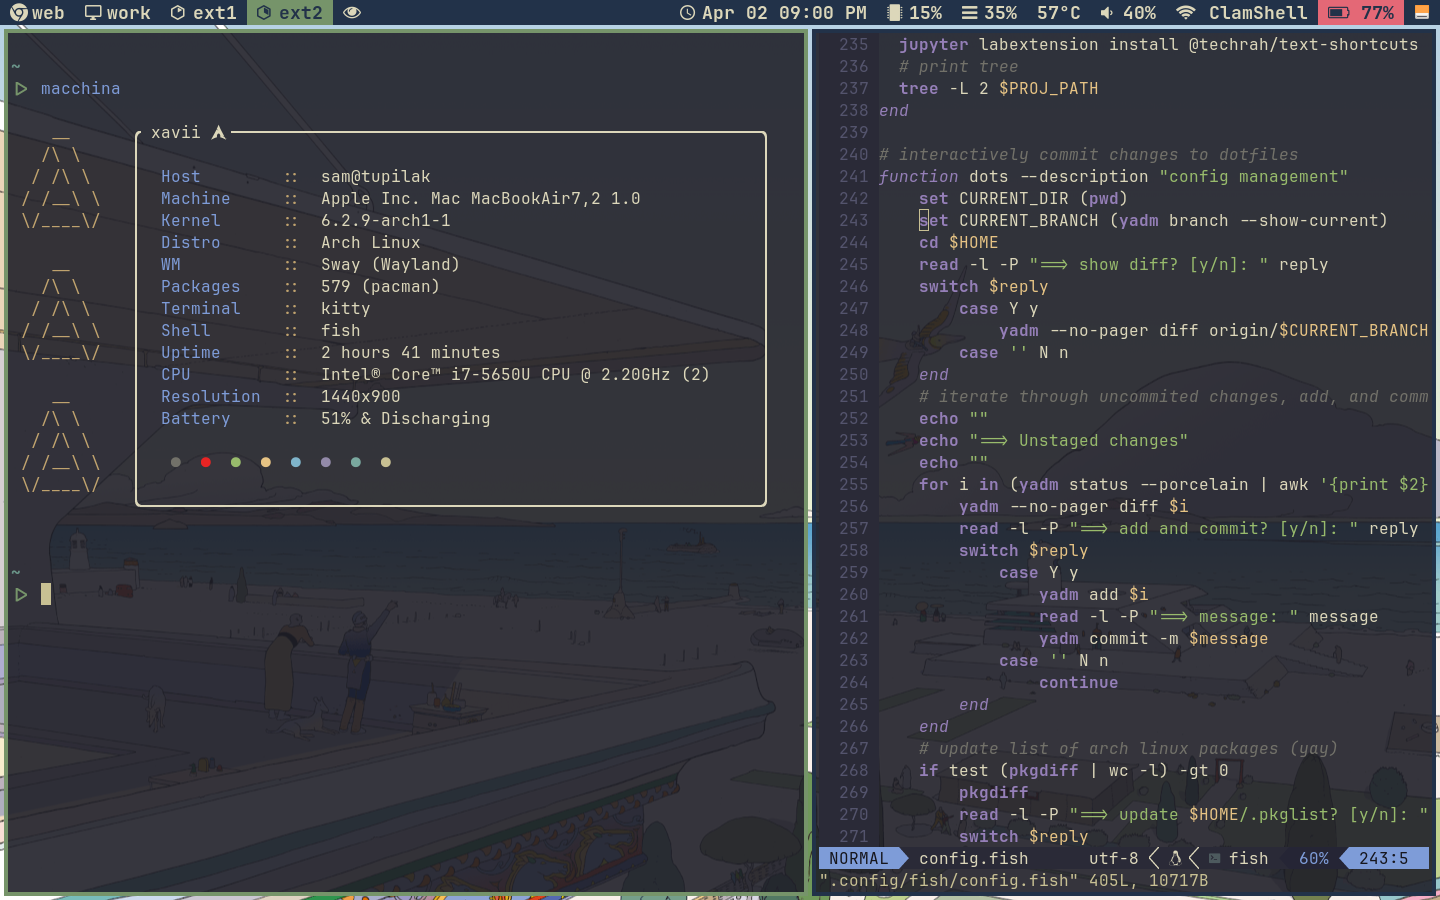 web work ext1 ext2 Apr 02 09:00 PM 15% 35% 57°C 40% ClamShell 77%
~
macchina
xavii
__
/\ \
/ /\ \
/ /__\ \
\/____\/
__
/\ \
/ /\ \
/ /__\ \
\/____\/
__
/\ \
/ /\ \
/ /__\ \
\/____\/
Host :: sam@tupilak
Machine :: Apple Inc. Mac MacBookAir7,2 1.0
Kernel :: 6.2.9-arch1-1
Distro :: Arch Linux
WM :: Sway (Wayland)
Packages :: 579 (pacman)
Terminal :: kitty
Shell :: fish
Uptime :: 2 hours 41 minutes
CPU :: Intel® Core™ i7-5650U CPU @ 2.20GHz (2)
Resolution :: 1440x900
Battery :: 51% & Discharging
~
235 jupyter labextension install @techrah/text-shortcuts
236 # print tree
237 tree -L 2 $PROJ_PATH
238 end
239
240 # interactively commit changes to dotfiles
241 function dots --description "config management"
242 set CURRENT_DIR (pwd)
243 set CURRENT_BRANCH (yadm branch --show-current)
244 cd $HOME
245 read -l -P "==> show diff? [y/n]: " reply
246 switch $reply
247 case Y y
248 yadm --no-pager diff origin/$CURRENT_BRANCH
249 case '' N n
250 end
251 # iterate through uncommited changes, add, and comm
252 echo ""
253 echo "==> Unstaged changes"
254 echo ""
255 for i in (yadm status --porcelain | awk '{print $2}
256 yadm --no-pager diff $i
257 read -l -P "==> add and commit? [y/n]: " reply
258 switch $reply
259 case Y y
260 yadm add $i
261 read -l -P "==> message: " message
262 yadm commit -m $message
263 case '' N n
264 continue
265 end
266 end
267 # update list of arch linux packages (yay)
268 if test (pkgdiff | wc -l) -gt 0
269 pkgdiff
270 read -l -P "==> update $HOME/.pkglist? [y/n]: "
271 switch $reply
NORMAL config.fish utf-8 fish 60% 243:5
".config/fish/config.fish" 405L, 10717B